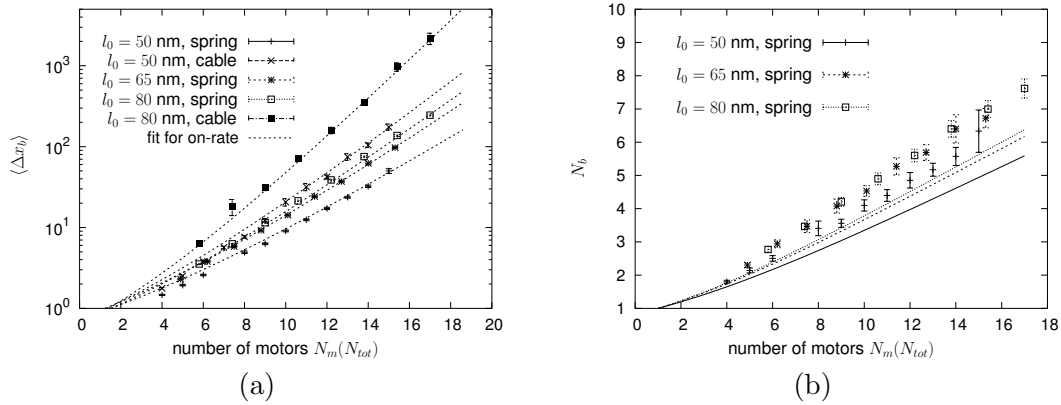 l₀ = 50 nm, spring
l₀ = 50 nm, cable
l₀ = 65 nm, spring
l₀ = 80 nm, spring
l₀ = 80 nm, cable
fit for on-rate
10³
10²
10¹
10⁰
⟨Δx_b⟩
0 2 4 6 8 10 12 14 16 18 20
number of motors N_m(N_tot)
(a)
l₀ = 50 nm, spring
l₀ = 65 nm, spring
l₀ = 80 nm, spring
10
9
8
7
6
5
4
3
2
1
N_b
0 2 4 6 8 10 12 14 16 18
number of motors N_m(N_tot)
(b)